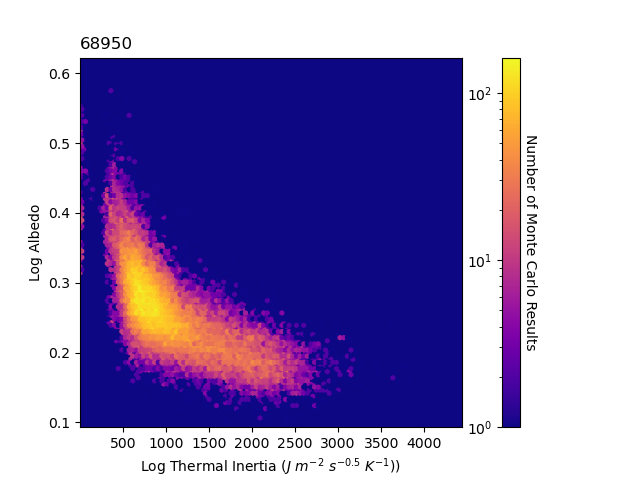 68950
0.6
0.5
0.4
0.3
0.2
0.1
Log Albedo
500 1000 1500 2000 2500 3000 3500 4000
Log Thermal Inertia (J m⁻² s⁻⁰·⁵ K⁻¹))
10²
10¹
10⁰
Number of Monte Carlo Results